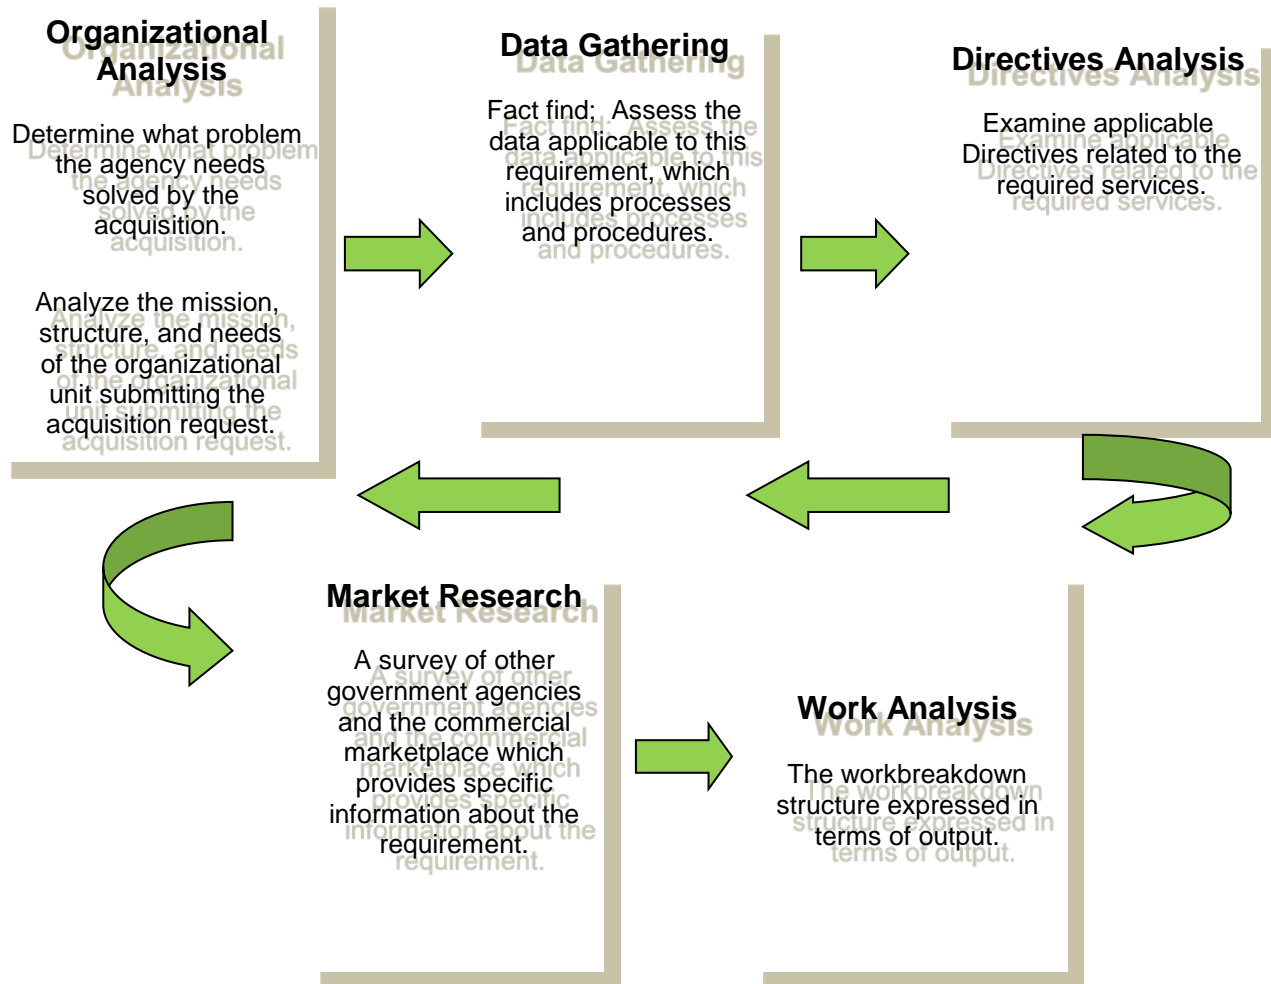 Organizational
Analysis
Determine what problem
the agency needs
solved by the
acquisition.
Analyze the mission,
structure, and needs
of the organizational
unit submitting the
acquisition request.
Data Gathering
Fact find;  Assess the
data applicable to this
requirement, which
includes processes
and procedures.
Directives Analysis
Examine applicable
Directives related to the
required services.
Market Research
A survey of other
government agencies
and the commercial
marketplace which
provides specific
information about the
requirement.
Work Analysis
The workbreakdown
structure expressed in
terms of output.